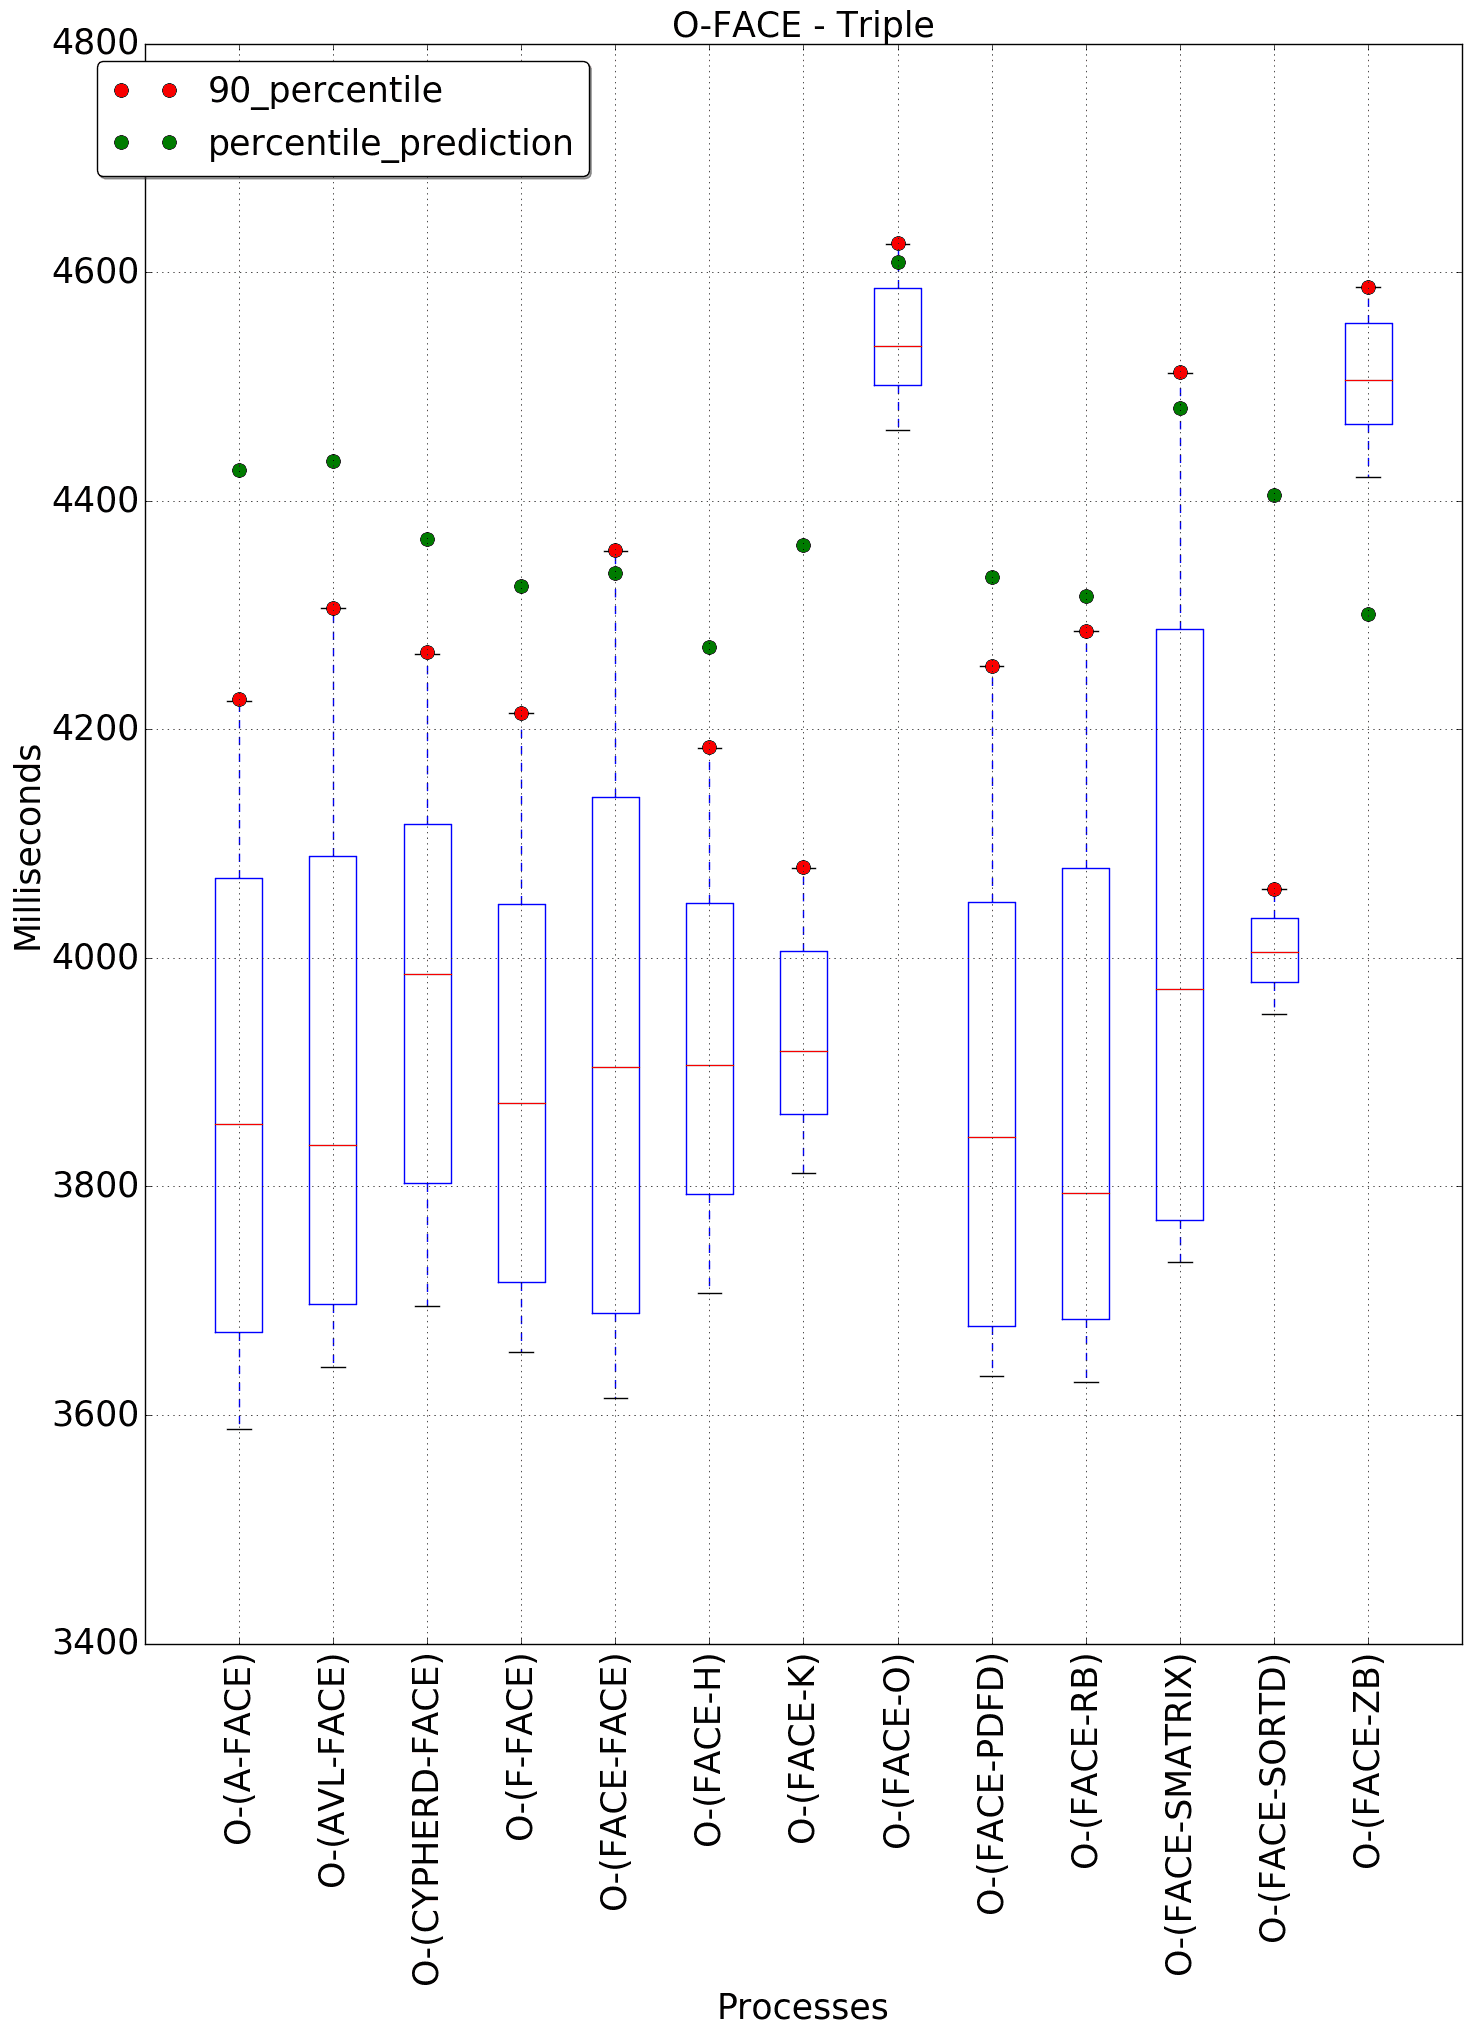 O-FACE - Triple
90_percentile
percentile_prediction
4800
4600
4400
4200
4000
3800
3600
3400
Milliseconds
O-(A-FACE)
O-(AVL-FACE)
O-(CYPHERD-FACE)
O-(F-FACE)
O-(FACE-FACE)
O-(FACE-H)
O-(FACE-K)
O-(FACE-O)
O-(FACE-PDFD)
O-(FACE-RB)
O-(FACE-SMATRIX)
O-(FACE-SORTD)
O-(FACE-ZB)
Processes